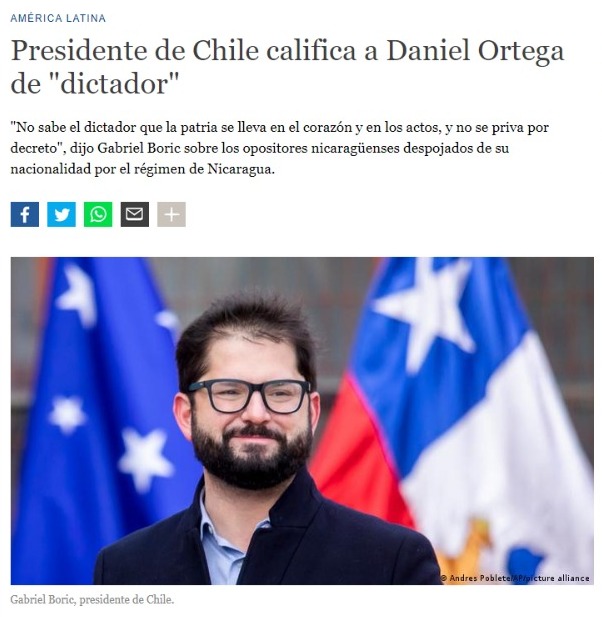 AMÉRICA LATINA
Presidente de Chile califica a Daniel Ortega
de "dictador"
"No sabe el dictador que la patria se lleva en el corazón y en los actos, y no se priva por
decreto", dijo Gabriel Boric sobre los opositores nicaragüenses despojados de su
nacionalidad por el régimen de Nicaragua.
© Andres Poblete/AP/picture alliance
Gabriel Boric, presidente de Chile.